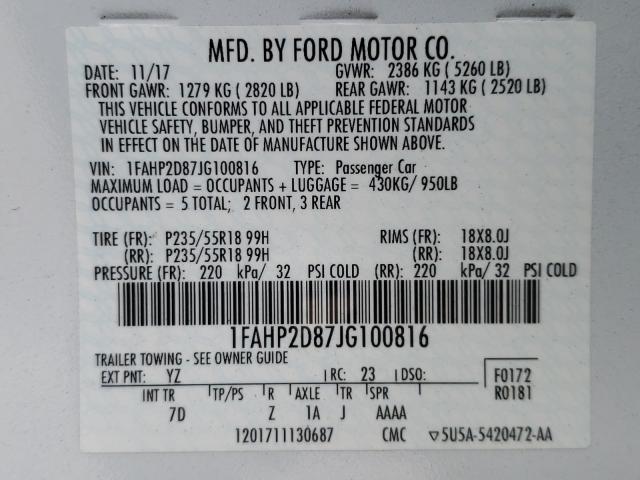 MFD. BY FORD MOTOR CO.
DATE: 11/17 GVWR: 2386 KG ( 5260 LB)
FRONT GAWR: 1279 KG ( 2820 LB) REAR GAWR: 1143 KG ( 2520 LB)
THIS VEHICLE CONFORMS TO ALL APPLICABLE FEDERAL MOTOR
VEHICLE SAFETY, BUMPER, AND THEFT PREVENTION STANDARDS
IN EFFECT ON THE DATE OF MANUFACTURE SHOWN ABOVE.
VIN: 1FAHP2D87JG100816 TYPE: Passenger Car
MAXIMUM LOAD = OCCUPANTS + LUGGAGE = 430KG/ 950LB
OCCUPANTS = 5 TOTAL; 2 FRONT, 3 REAR
TIRE (FR): P235/55R18 99H RIMS (FR): 18X8.0J
(RR): P235/55R18 99H (RR): 18X8.0J
PRESSURE (FR): 220 kPa/ 32 PSI COLD (RR): 220 kPa/ 32 PSI COLD
1FAHP2D87JG100816
TRAILER TOWING - SEE OWNER GUIDE
EXT PNT: YZ RC: 23 DSO: F0172
R0181
INT TR TP/PS R AXLE TR SPR
7D Z 1A J AAAA
1201711130687 CMC ▽5U5A-5420472-AA